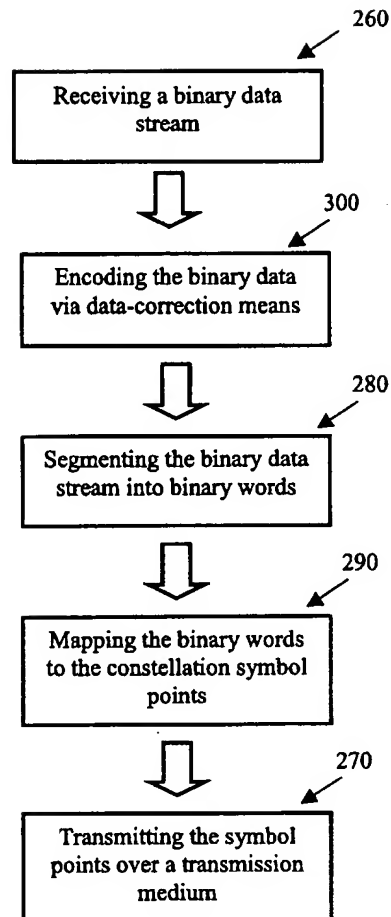 260
Receiving a binary data
stream
300
Encoding the binary data
via data-correction means
280
Segmenting the binary data
stream into binary words
290
Mapping the binary words
to the constellation symbol
points
270
Transmitting the symbol
points over a transmission
medium